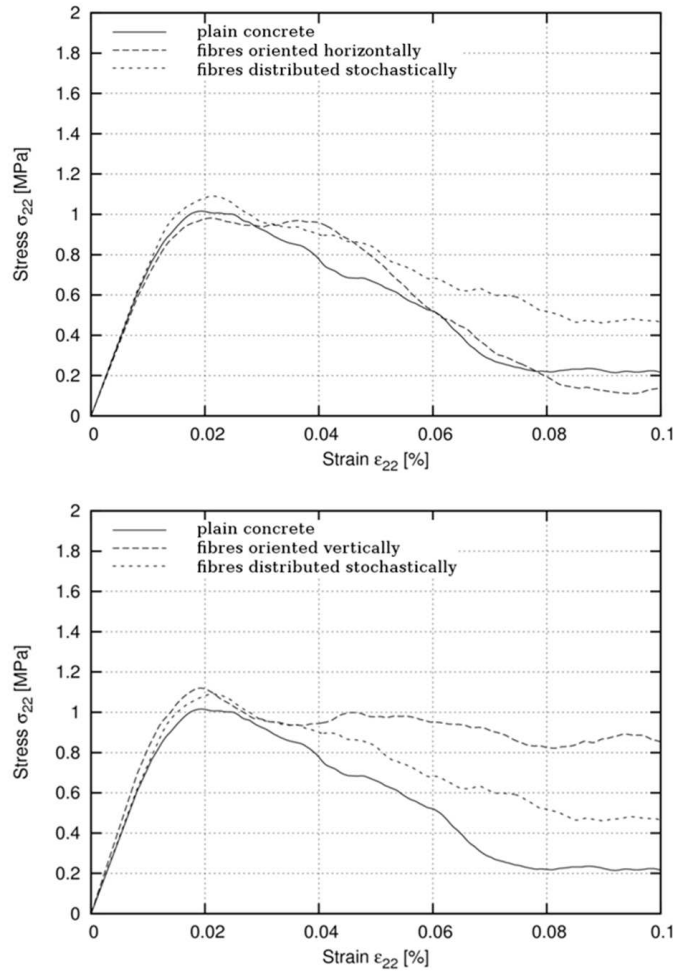 2
plain concrete
1.8
fibres oriented horizontally
fibres distributed stochastically
1.6
1.4
1.2
1
0.8
0.6
0.4
0.2
0
Stress σ22 [MPa]
0 0.02 0.04 0.06 0.08 0.1
Strain ε22 [%]
2
plain concrete
1.8
fibres oriented vertically
fibres distributed stochastically
1.6
1.4
1.2
1
0.8
0.6
0.4
0.2
0
Stress σ22 [MPa]
0 0.02 0.04 0.06 0.08 0.1
Strain ε22 [%]